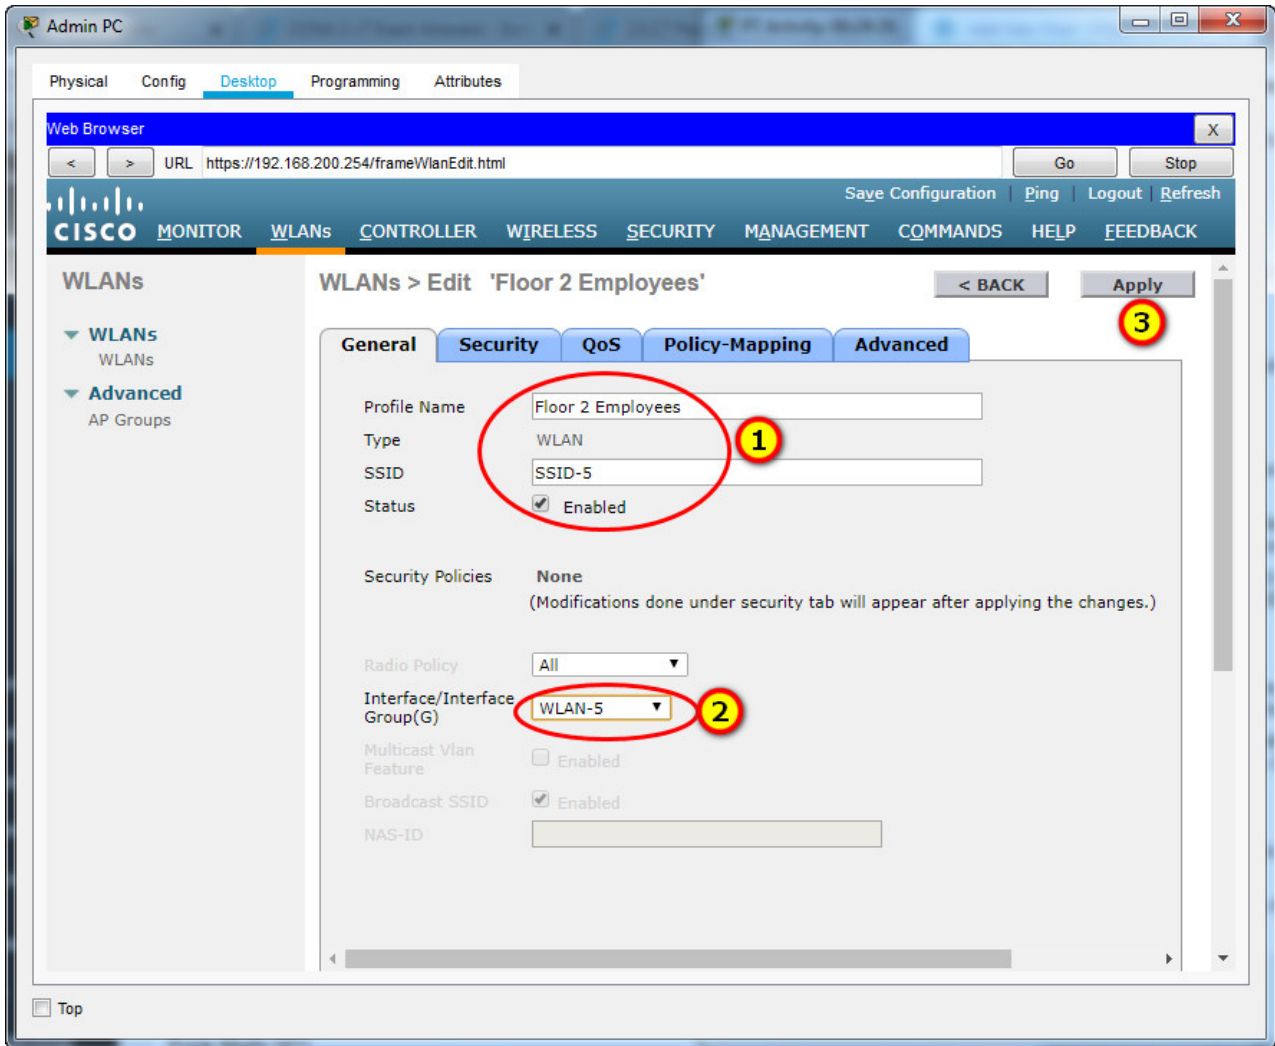 Admin PC
X
Physical Config Desktop Programming Attributes
Web Browser
X
< > URL https://192.168.200.254/frameWlanEdit.html Go Stop
Save Configuration | Ping | Logout | Refresh
CISCO MONITOR WLANs CONTROLLER WIRELESS SECURITY MANAGEMENT COMMANDS HELP FEEDBACK
WLANs
WLANs > Edit 'Floor 2 Employees'
< BACK
Apply
3
WLANs
WLANs
Advanced
AP Groups
General Security QoS Policy-Mapping Advanced
Profile Name Floor 2 Employees
Type WLAN
1
SSID SSID-5
Status Enabled
Security Policies None
(Modifications done under security tab will appear after applying the changes.)
Radio Policy All
Interface/Interface
Group(G) WLAN-5
2
Multicast Vlan
Feature Enabled
Broadcast SSID Enabled
NAS-ID
Top